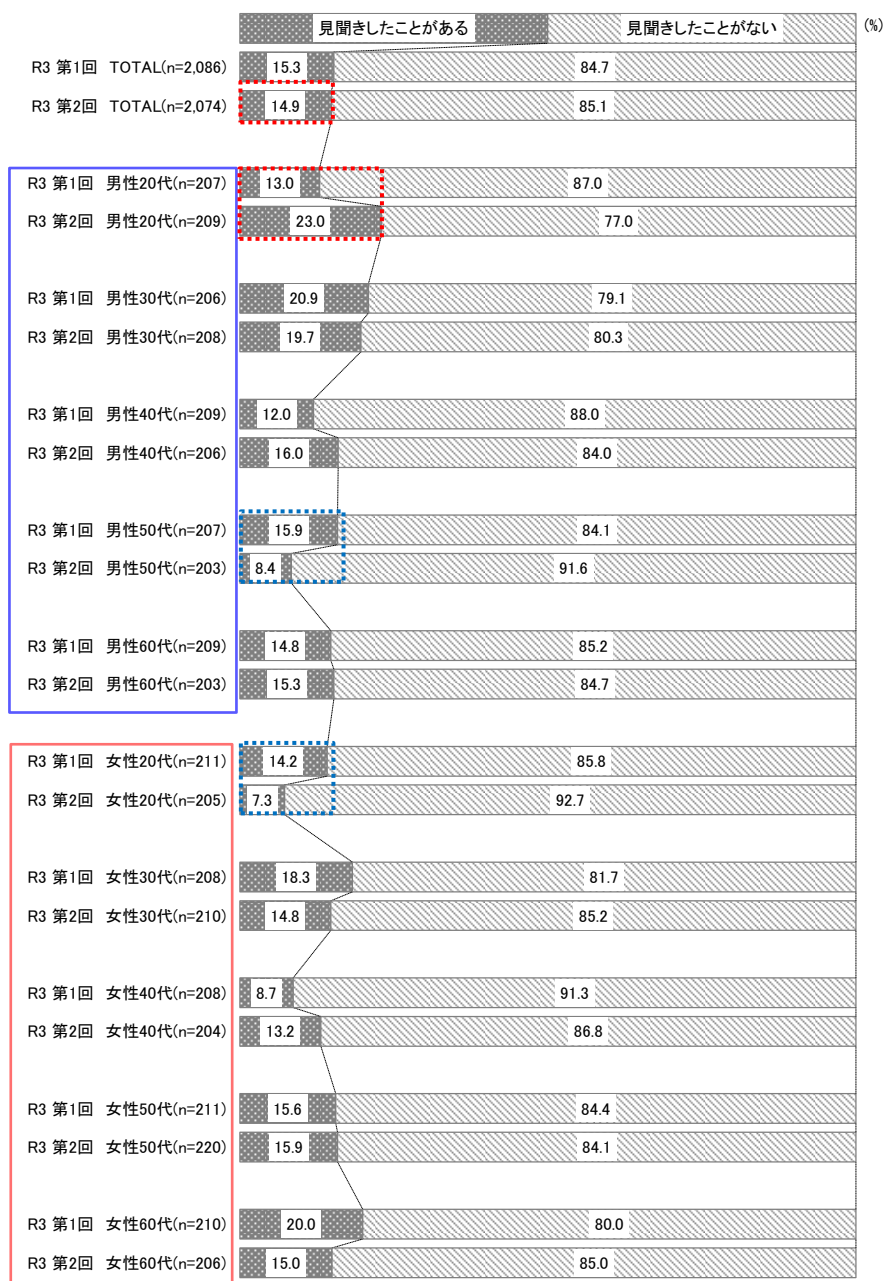 見聞きしたことがある 見聞きしたことがない (%)
R3 第1回 TOTAL(n=2,086) 15.3 84.7
R3 第2回 TOTAL(n=2,074) 14.9 85.1
R3 第1回 男性20代(n=207) 13.0 87.0
R3 第2回 男性20代(n=209) 23.0 77.0
R3 第1回 男性30代(n=206) 20.9 79.1
R3 第2回 男性30代(n=208) 19.7 80.3
R3 第1回 男性40代(n=209) 12.0 88.0
R3 第2回 男性40代(n=206) 16.0 84.0
R3 第1回 男性50代(n=207) 15.9 84.1
R3 第2回 男性50代(n=203) 8.4 91.6
R3 第1回 男性60代(n=209) 14.8 85.2
R3 第2回 男性60代(n=203) 15.3 84.7
R3 第1回 女性20代(n=211) 14.2 85.8
R3 第2回 女性20代(n=205) 7.3 92.7
R3 第1回 女性30代(n=208) 18.3 81.7
R3 第2回 女性30代(n=210) 14.8 85.2
R3 第1回 女性40代(n=208) 8.7 91.3
R3 第2回 女性40代(n=204) 13.2 86.8
R3 第1回 女性50代(n=211) 15.6 84.4
R3 第2回 女性50代(n=220) 15.9 84.1
R3 第1回 女性60代(n=210) 20.0 80.0
R3 第2回 女性60代(n=206) 15.0 85.0